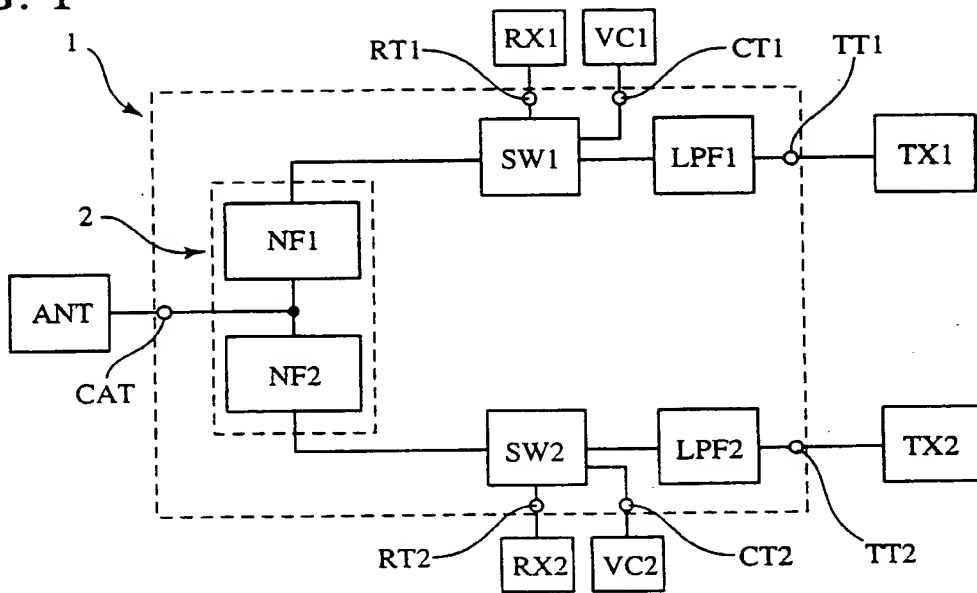 G. 1
1
RX1
VC1
RT1
CT1
TT1
SW1
LPF1
TX1
2
NF1
ANT
NF2
CAT
SW2
LPF2
TX2
RT2
RX2
VC2
CT2
TT2